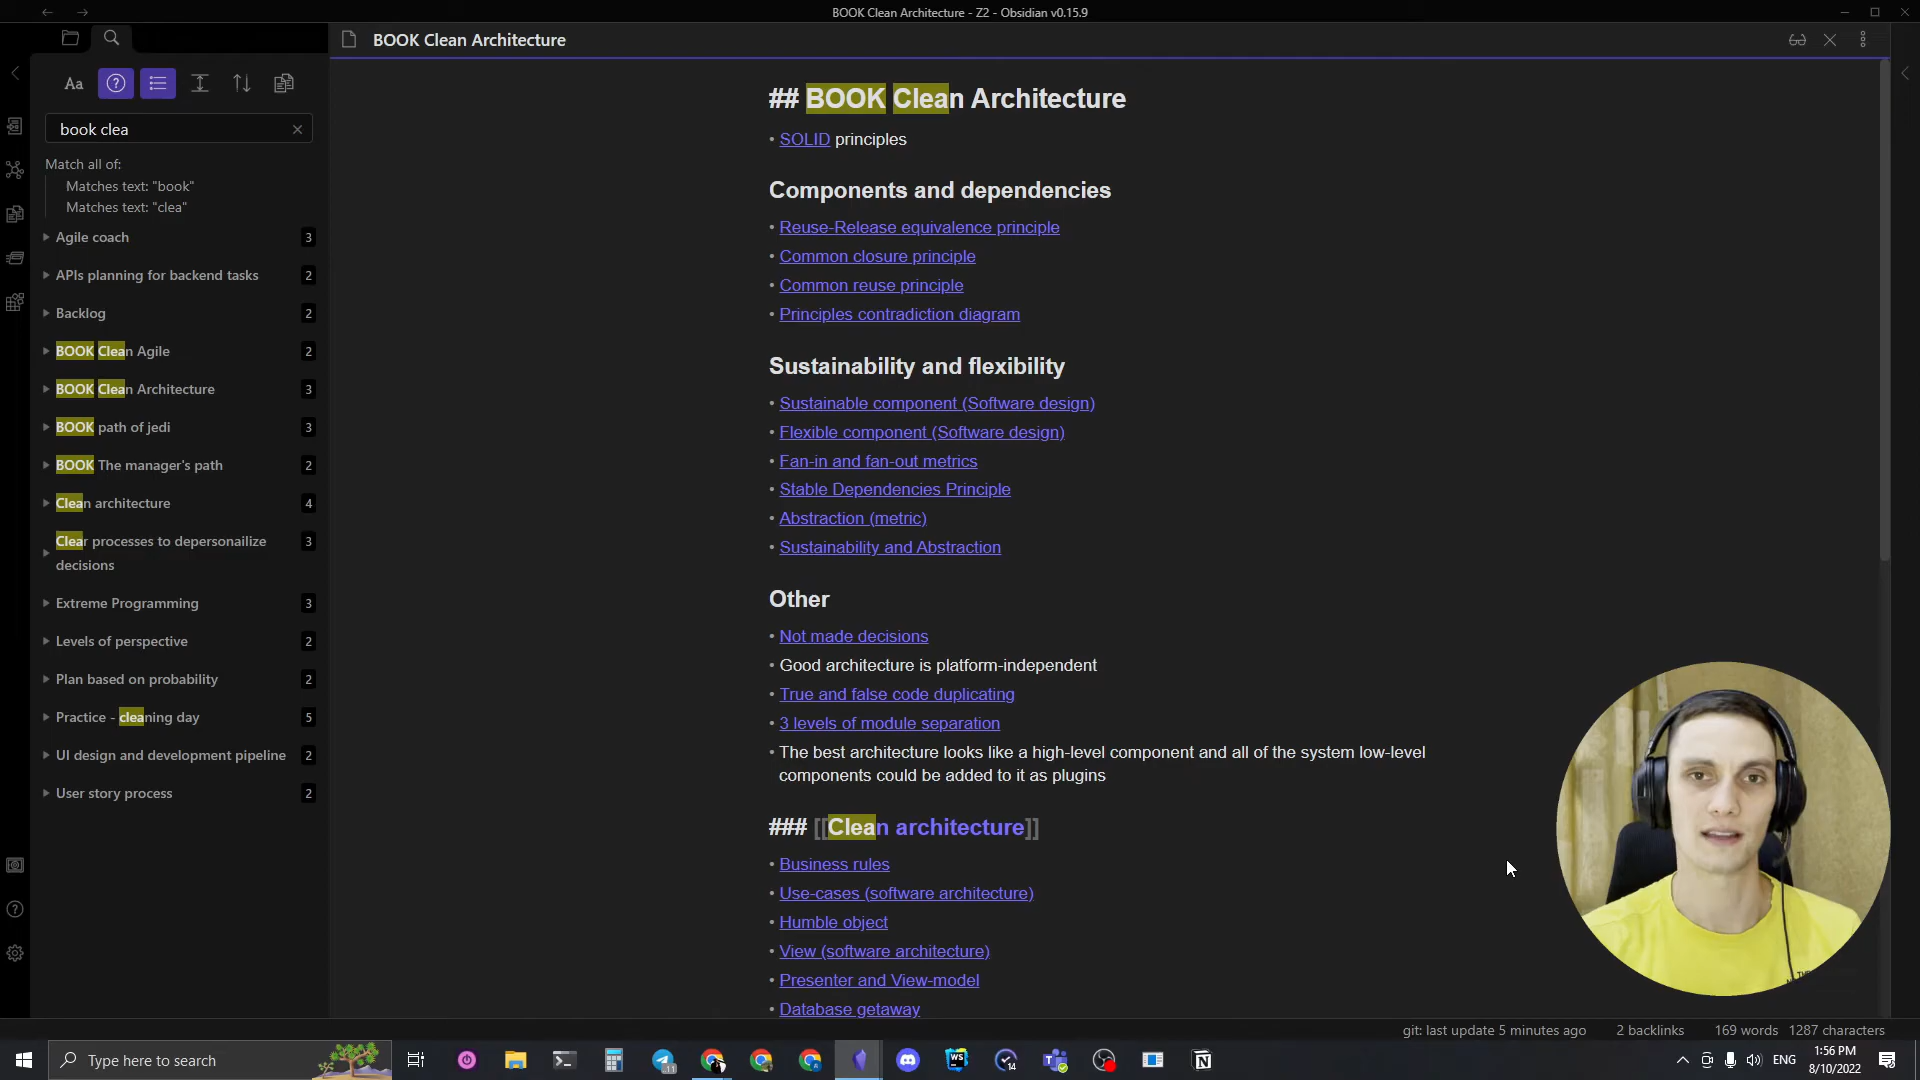 BOOK Clean Architecture - Z2 - Obsidian v0.15.9
BOOK Clean Architecture
Aa
book clea
Match all of:
Matches text: "book"
Matches text: "clea"
Agile coach 3
APIs planning for backend tasks 2
Backlog 2
BOOK Clean Agile 2
BOOK Clean Architecture 3
BOOK path of jedi 3
BOOK The manager's path 2
Clean architecture 4
Clear processes to depersonailize 3
decisions
Extreme Programming 3
Levels of perspective 2
Plan based on probability 2
Practice - cleaning day 5
UI design and development pipeline 2
User story process 2
## BOOK Clean Architecture
• SOLID principles
Components and dependencies
• Reuse-Release equivalence principle
• Common closure principle
• Common reuse principle
• Principles contradiction diagram
Sustainability and flexibility
• Sustainable component (Software design)
• Flexible component (Software design)
• Fan-in and fan-out metrics
• Stable Dependencies Principle
• Abstraction (metric)
• Sustainability and Abstraction
Other
• Not made decisions
• Good architecture is platform-independent
• True and false code duplicating
• 3 levels of module separation
• The best architecture looks like a high-level component and all of the system low-level
components could be added to it as plugins
### [[Clean architecture]]
• Business rules
• Use-cases (software architecture)
• Humble object
• View (software architecture)
• Presenter and View-model
• Database getaway
git: last update 5 minutes ago 2 backlinks 169 words 1287 characters
Type here to search
ENG
1:56 PM
8/10/2022